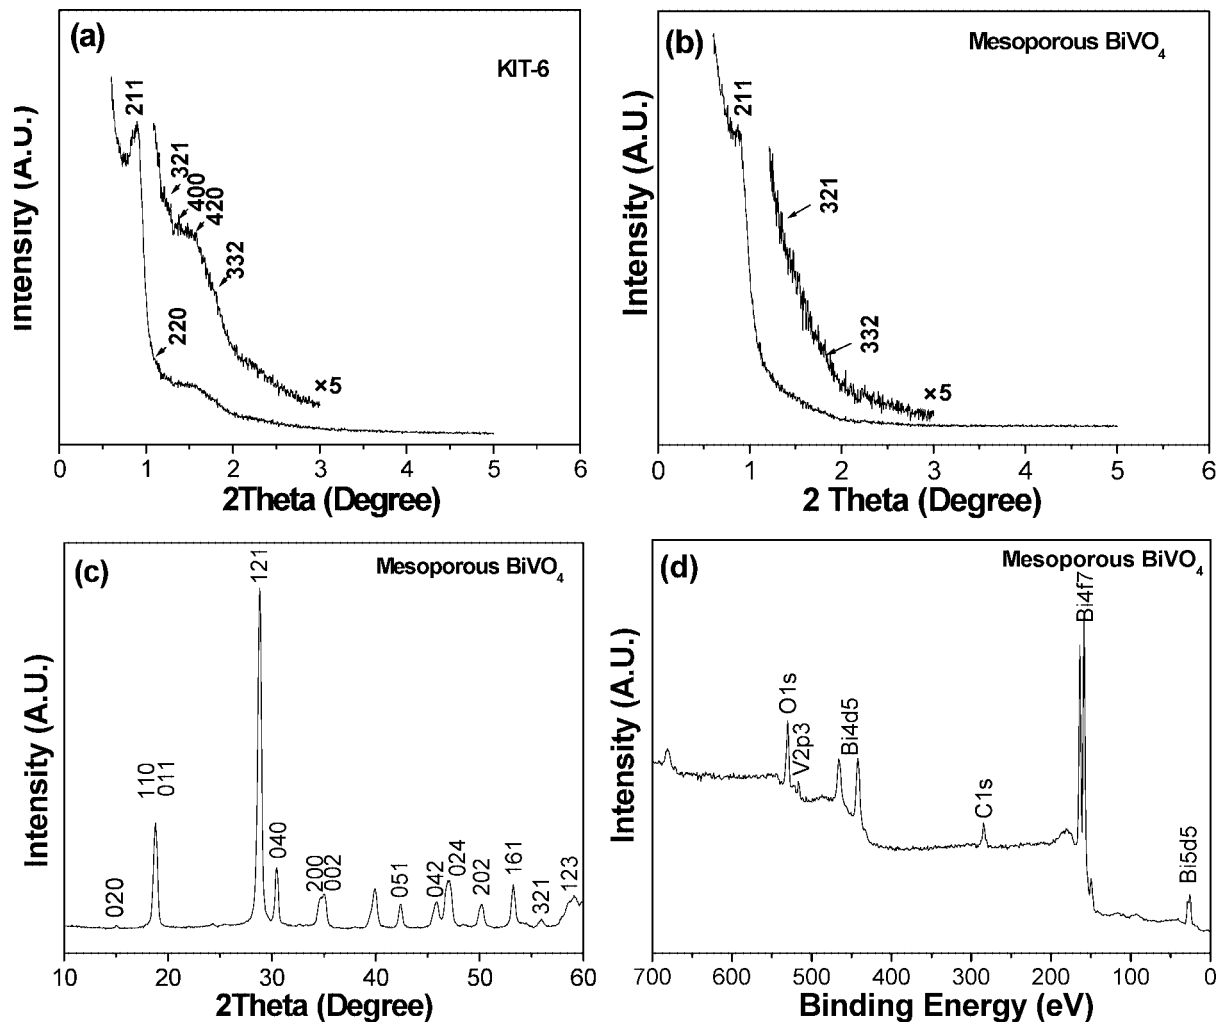 (a)
KIT-6
211
321
400
420
332
220
×5
Intensity (A.U.)
0 1 2 3 4 5 6
2Theta (Degree)
(b)
Mesoporous BiVO4
211
321
332
×5
Intensity (A.U.)
0 1 2 3 4 5 6
2 Theta (Degree)
(c)
Mesoporous BiVO4
020
110
011
121
040
200
002
051
042
024
202
161
321
123
Intensity (A.U.)
10 20 30 40 50 60
2Theta (Degree)
(d)
Mesoporous BiVO4
O1s
V2p3
Bi4d5
C1s
Bi4f7
Bi5d5
Intensity (A.U.)
700 600 500 400 300 200 100 0
Binding Energy (eV)